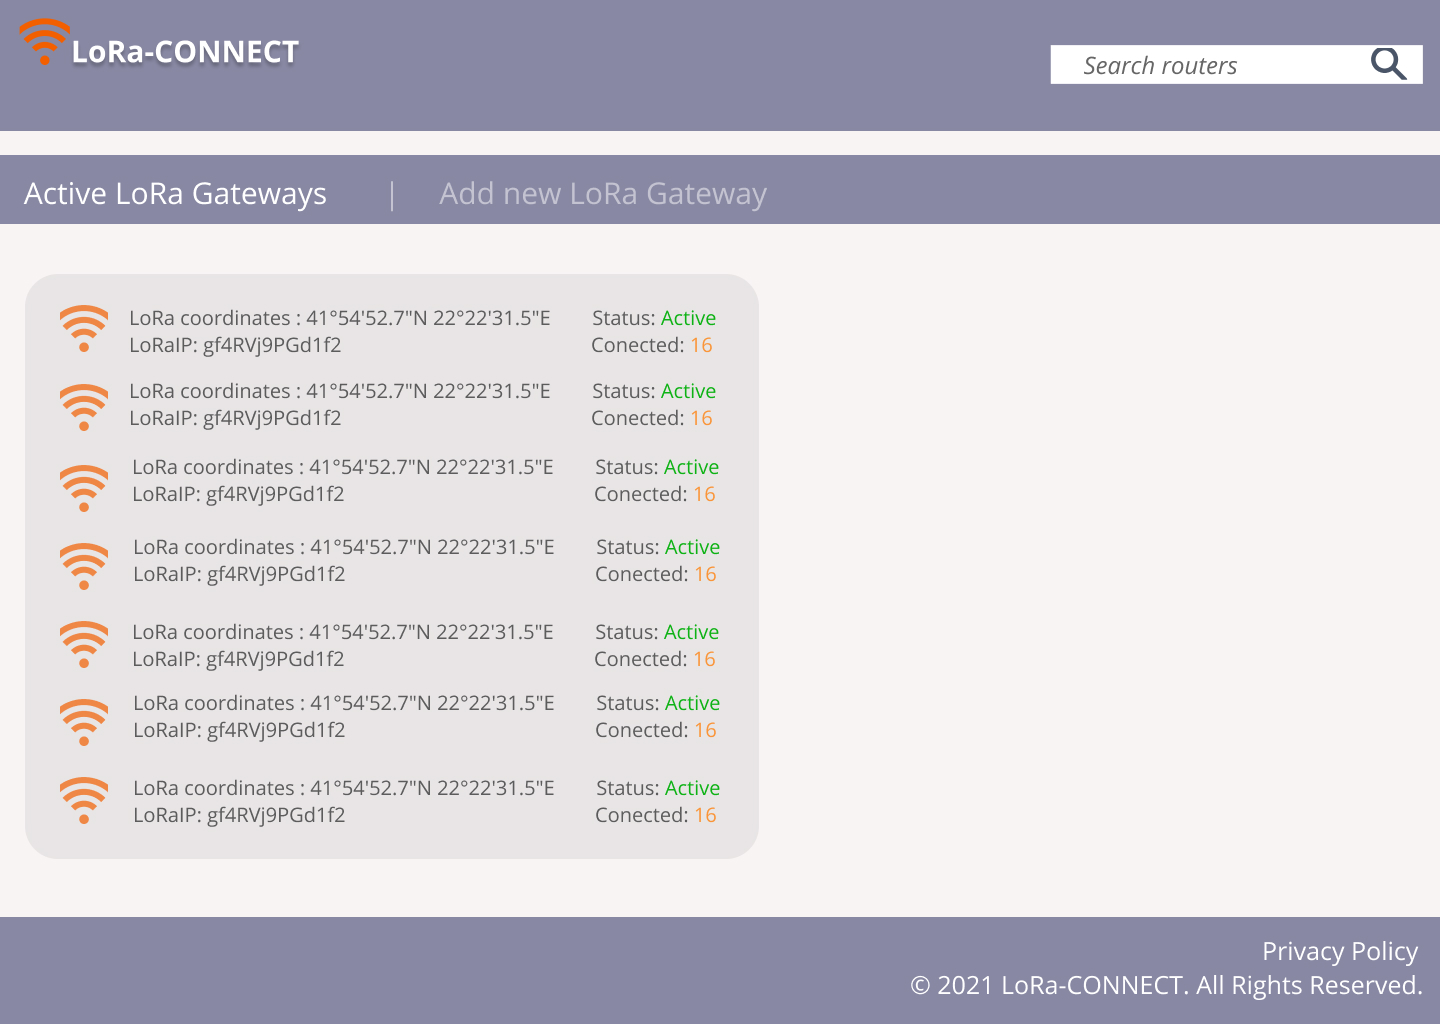 LoRa-CONNECT
Search routers
Active LoRa Gateways | Add new LoRa Gateway
LoRa coordinates : 41°54'52.7"N 22°22'31.5"E Status: Active
LoRaIP: gf4RVj9PGd1f2 Conected: 16
LoRa coordinates : 41°54'52.7"N 22°22'31.5"E Status: Active
LoRaIP: gf4RVj9PGd1f2 Conected: 16
LoRa coordinates : 41°54'52.7"N 22°22'31.5"E Status: Active
LoRaIP: gf4RVj9PGd1f2 Conected: 16
LoRa coordinates : 41°54'52.7"N 22°22'31.5"E Status: Active
LoRaIP: gf4RVj9PGd1f2 Conected: 16
LoRa coordinates : 41°54'52.7"N 22°22'31.5"E Status: Active
LoRaIP: gf4RVj9PGd1f2 Conected: 16
LoRa coordinates : 41°54'52.7"N 22°22'31.5"E Status: Active
LoRaIP: gf4RVj9PGd1f2 Conected: 16
LoRa coordinates : 41°54'52.7"N 22°22'31.5"E Status: Active
LoRaIP: gf4RVj9PGd1f2 Conected: 16
Privacy Policy
© 2021 LoRa-CONNECT. All Rights Reserved.